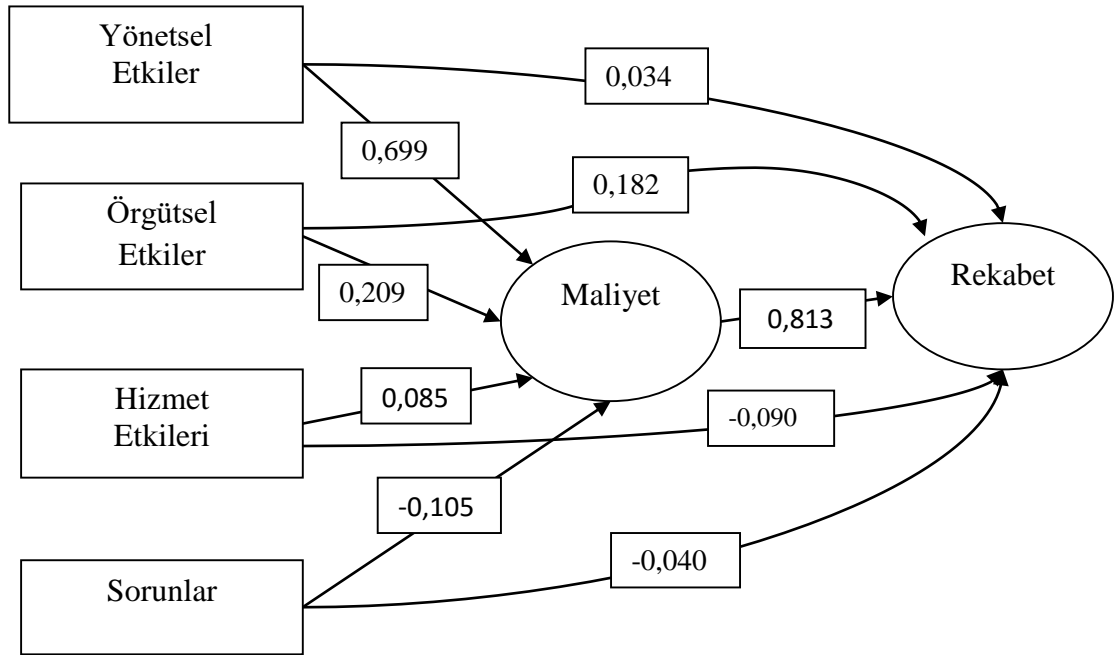 Yönetsel
Etkiler
0,034
0,699
0,182
Örgütsel
Etkiler
0,209
Maliyet
Rekabet
0,813
Hizmet
Etkileri
0,085
-0,090
-0,105
-0,040
Sorunlar